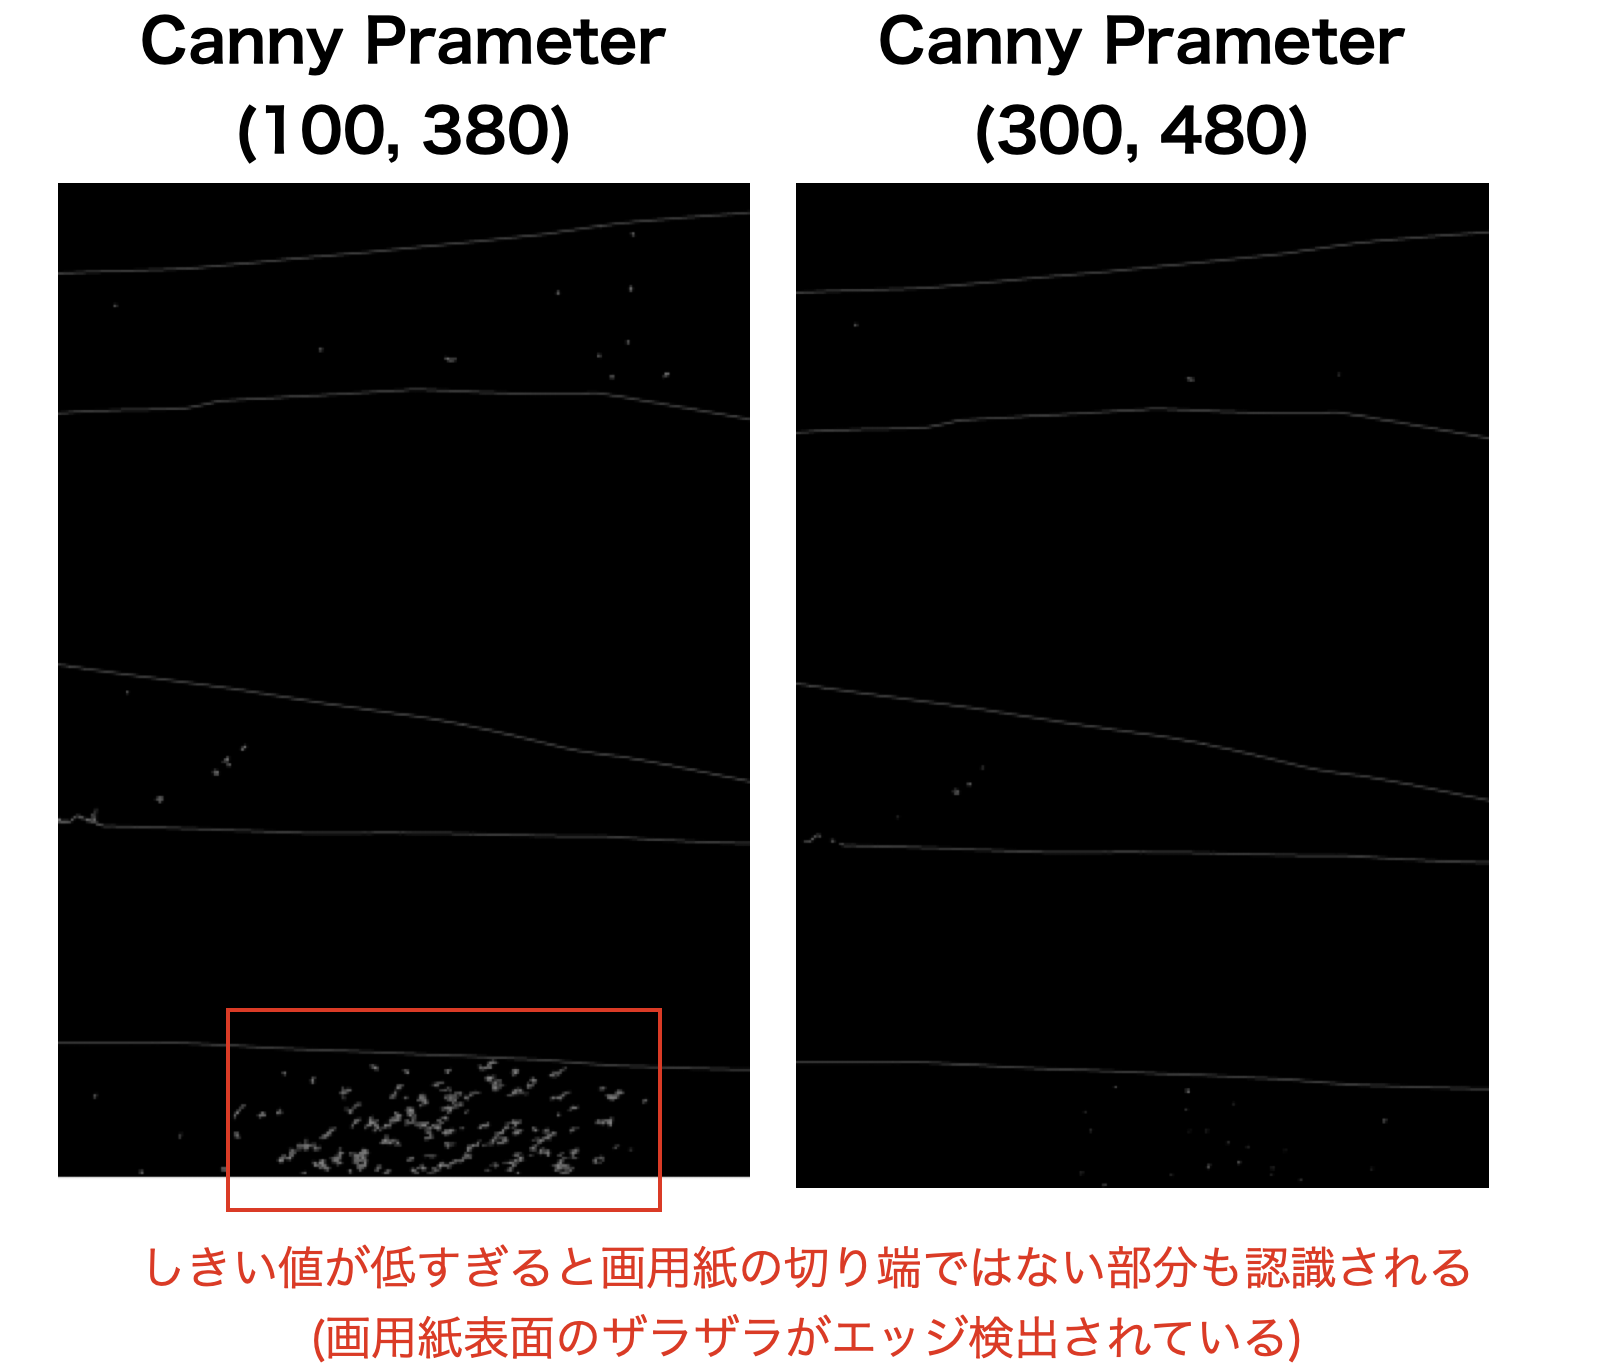 Canny Prameter
(100, 380)
Canny Prameter
(300, 480)
しきい値が低すぎると画用紙の切り端ではない部分も認識される
(画用紙表面のザラザラがエッジ検出されている)